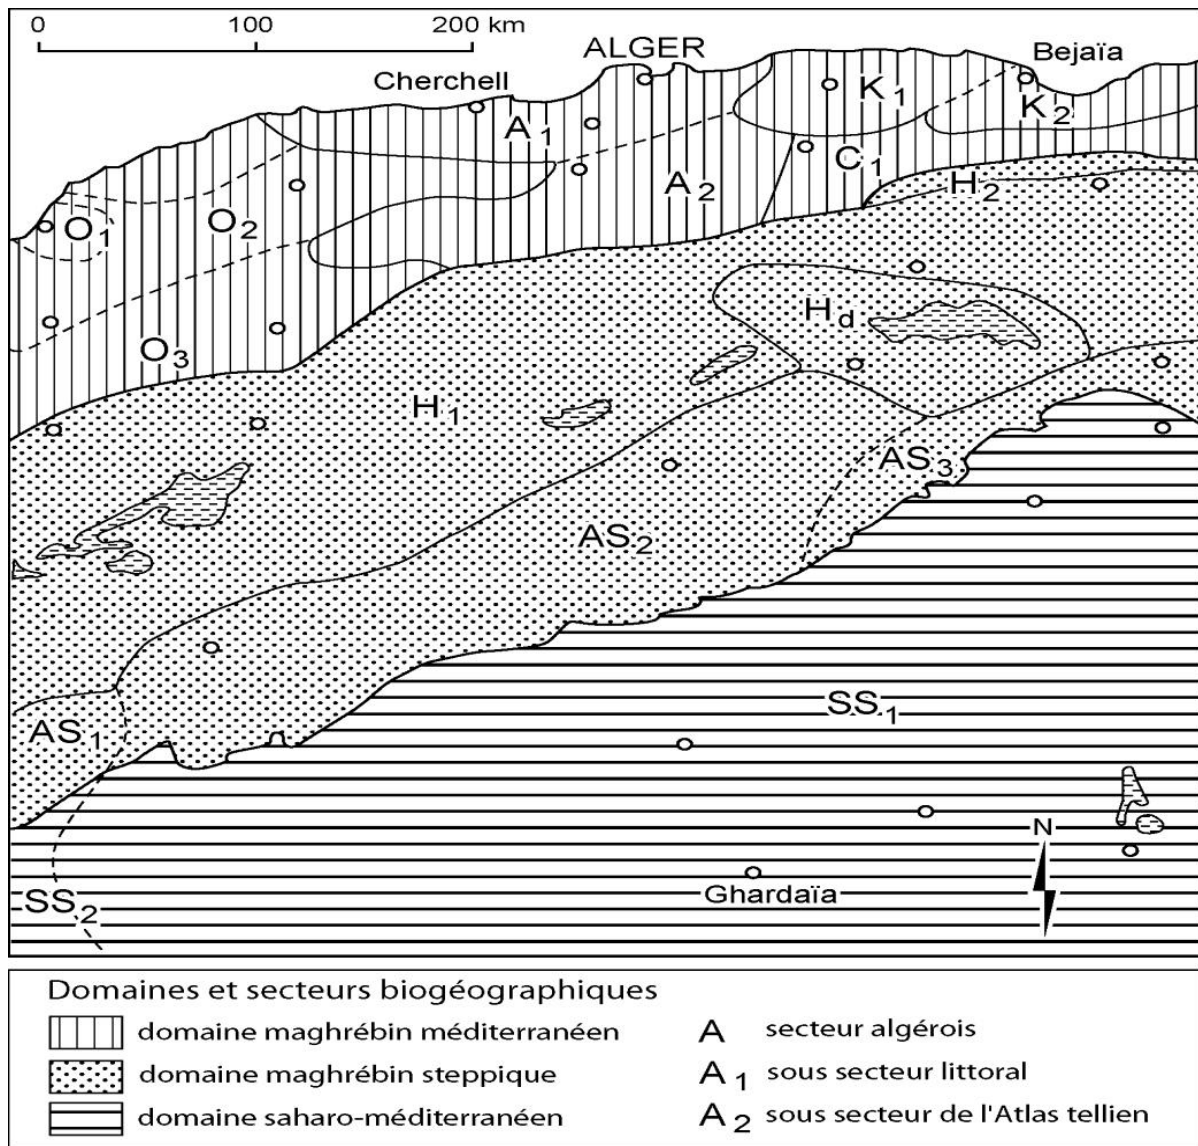 0 100 200 km
ALGER
Bejaïa
Cherchell
K1
K2
A1
C1
A2
H2
O1
O2
Hd
O3
H1
AS3
AS2
SS1
AS1
N
Ghardaïa
SS2
Domaines et secteurs biogéographiques
domaine maghrébin méditerranéen
A secteur algérois
domaine maghrébin steppique
A1 sous secteur littoral
domaine saharo-méditerranéen
A2 sous secteur de l'Atlas tellien